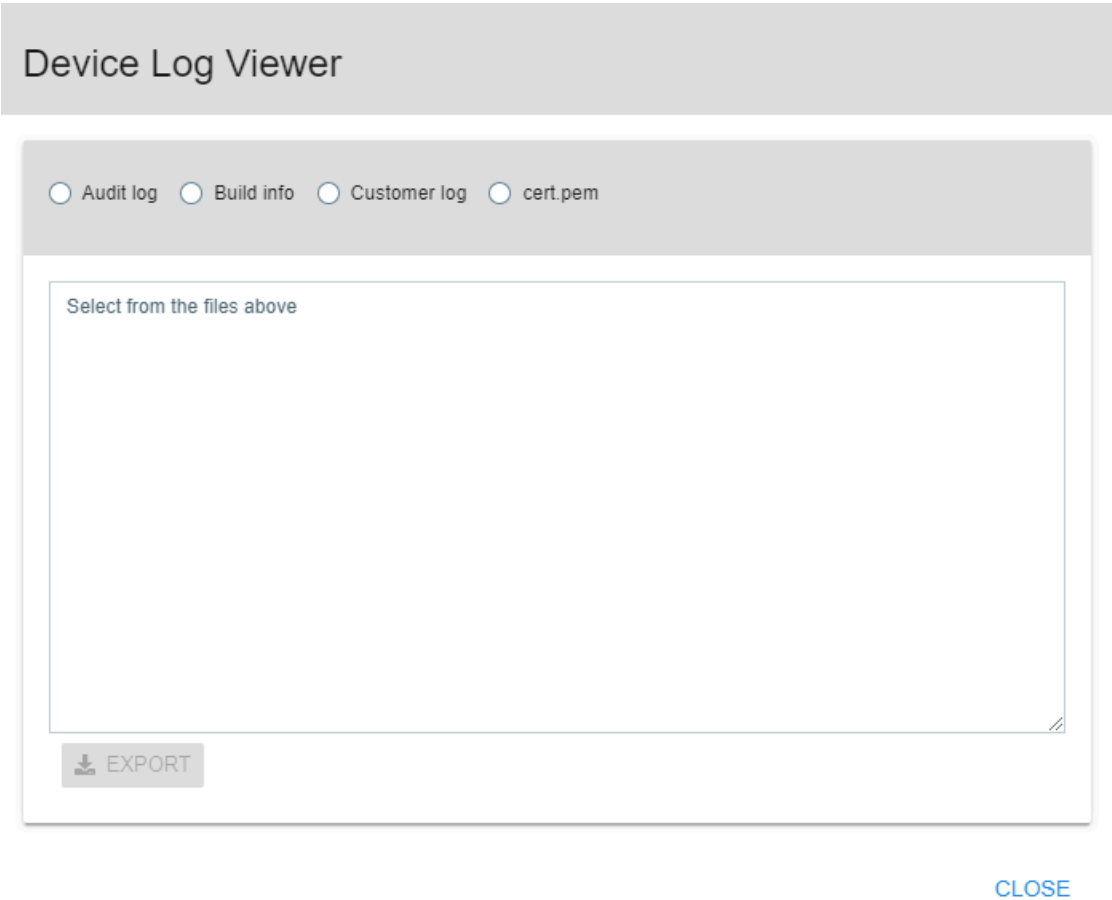 Device Log Viewer
Audit log Build info Customer log cert.pem
Select from the files above
EXPORT
CLOSE